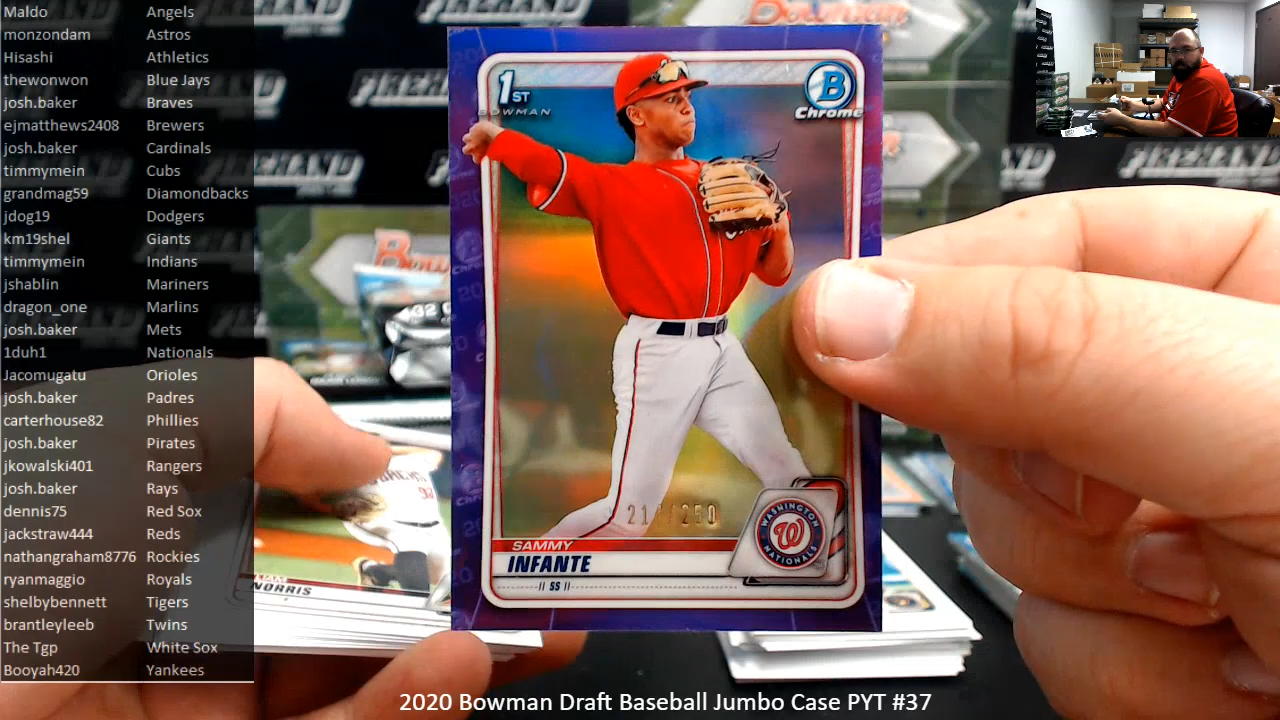 Maldo Angels
monzondam Astros
Hisashi Athletics
thewonwon Blue Jays
josh.baker Braves
ejmatthews2408 Brewers
josh.baker Cardinals
timmymein Cubs
grandmag59 Diamondbacks
jdog19 Dodgers
km19shel Giants
timmymein Indians
jshablin Mariners
dragon_one Marlins
josh.baker Mets
1duh1 Nationals
Jacomugatu Orioles
josh.baker Padres
carterhouse82 Phillies
josh.baker Pirates
jkowalski401 Rangers
josh.baker Rays
dennis75 Red Sox
jackstraw444 Reds
nathangraham8776 Rockies
ryanmaggio Royals
shelbybennett Tigers
brantleyleeb Twins
The Tgp White Sox
Booyah420 Yankees
1ST
BOWMAN
B
Chrome
/250
WASHINGTON
W
NATIONALS
SAMMY
INFANTE
SS
NORRIS
FIREHAND
2020 Bowman Draft Baseball Jumbo Case PYT #37